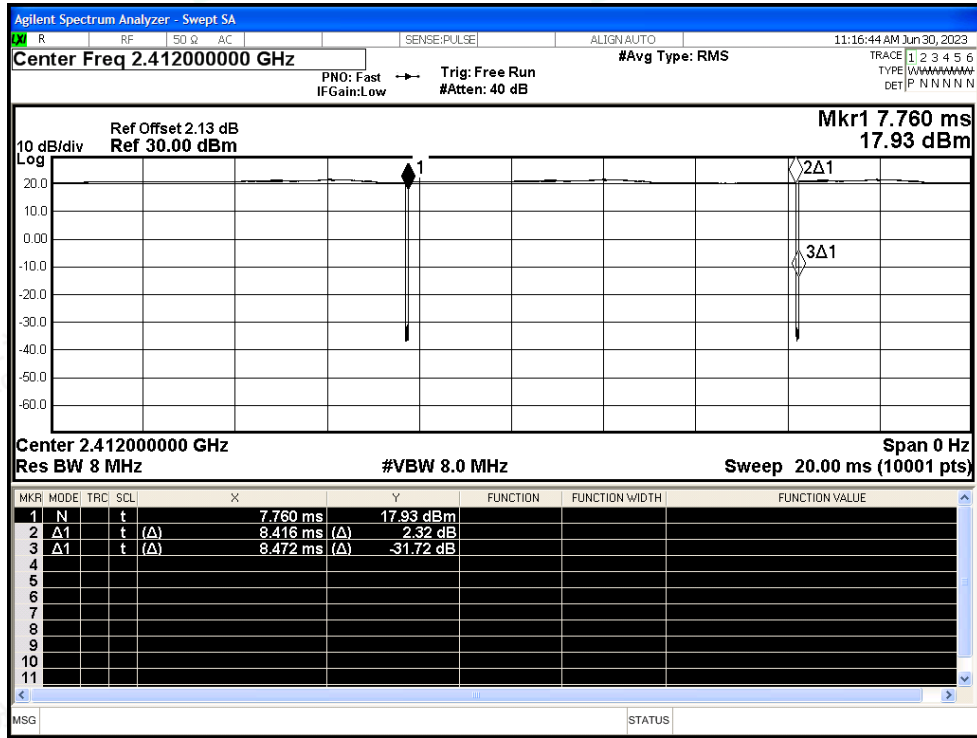 Agilent Spectrum Analyzer - Swept SA
LXI R RF 50 Ω AC SENSE:PULSE ALIGN AUTO 11:16:44 AM Jun 30, 2023
Center Freq 2.412000000 GHz #Avg Type: RMS TRACE 1 2 3 4 5 6
PNO: Fast Trig: Free Run TYPE WWWWWW
IFGain:Low #Atten: 40 dB DET P N N N N N
Mkr1 7.760 ms
Ref Offset 2.13 dB
10 dB/div Ref 30.00 dBm 17.93 dBm
Log
1 2Δ1
20.0
10.0
0.00
3Δ1
-10.0
-20.0
-30.0
-40.0
-50.0
-60.0
Center 2.412000000 GHz Span 0 Hz
Res BW 8 MHz #VBW 8.0 MHz Sweep 20.00 ms (10001 pts)
MKR MODE TRC SCL X Y FUNCTION FUNCTION WIDTH FUNCTION VALUE
1 N t 7.760 ms 17.93 dBm
2 Δ1 t (Δ) 8.416 ms (Δ) 2.32 dB
3 Δ1 t (Δ) 8.472 ms (Δ) -31.72 dB
4
5
6
7
8
9
10
11
MSG STATUS